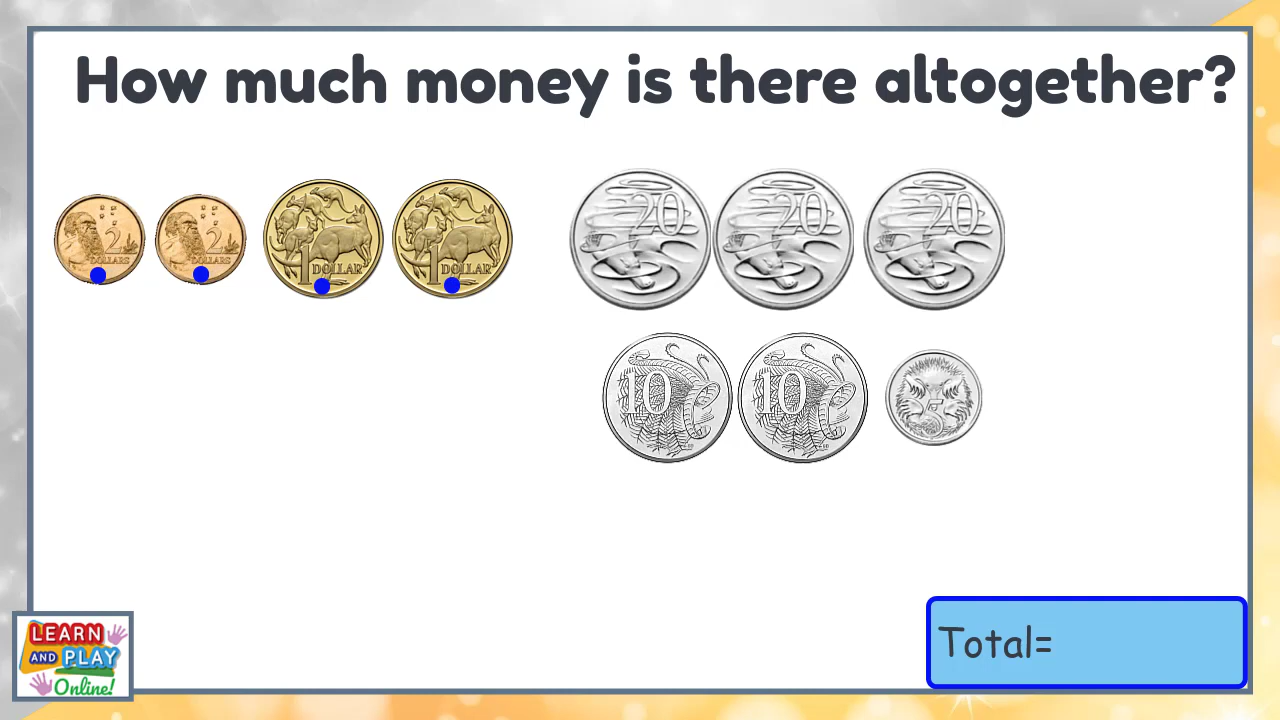 How much money is there altogether?
2 DOLLARS
2 DOLLARS
1 DOLLAR
1 DOLLAR
20
20
20
10
10
5
Total=
LEARN
AND PLAY
Online!